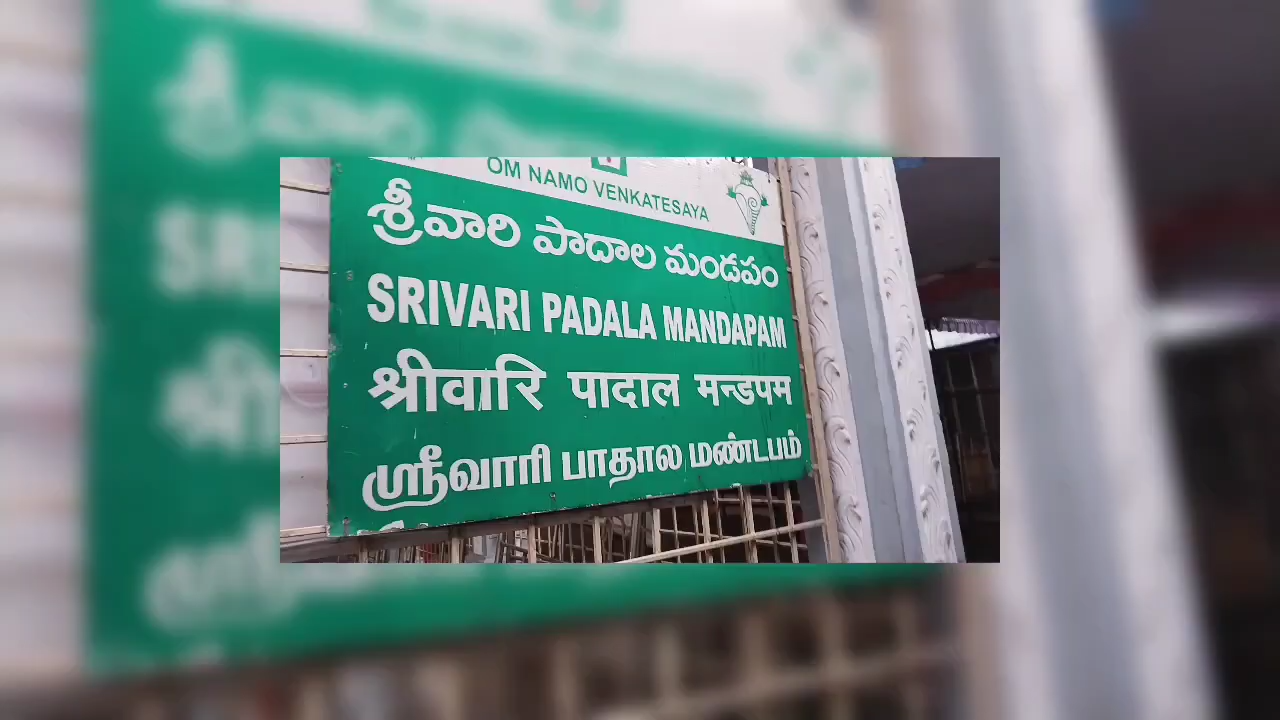 OM NAMO VENKATESAYA
శ్రీవారి పాదాల మండపం
SRIVARI PADALA MANDAPAM
श्रीवारि पादाल मन्डपम
ஸ்ரீவாரி பாதால மண்டபம்